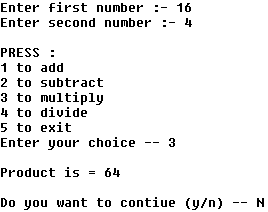 Enter first number :- 16
Enter second number :- 4
PRESS :
1 to add
2 to subtract
3 to multiply
4 to divide
5 to exit
Enter your choice -- 3
Product is = 64
Do you want to contiue (y/n) -- N